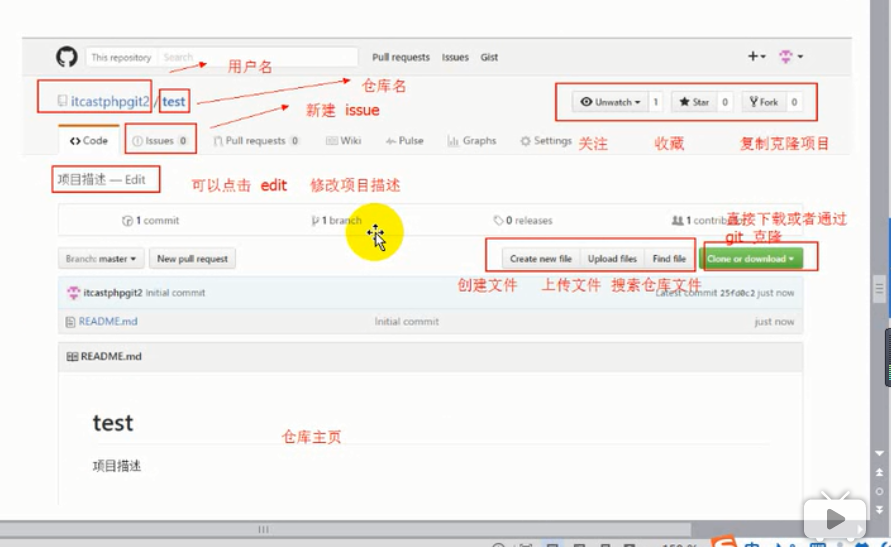 This repository Search Pull requests Issues Gist
用户名
itcastphpgit2 / test
仓库名
Unwatch 1 Star 0 Fork 0
新建 issue
Code Issues 0 Pull requests 0 Wiki Pulse Graphs Settings
关注 收藏 复制克隆项目
项目描述 — Edit
可以点击 edit 修改项目描述
1 commit 1 branch 0 releases 1 contributor
直接下载或者通过
git 克隆
Branch: master New pull request Create new file Upload files Find file Clone or download
创建文件 上传文件 搜索仓库文件
itcastphpgit2 Initial commit Latest commit 25fd0c2 just now
README.md Initial commit just now
README.md
test
仓库主页
项目描述